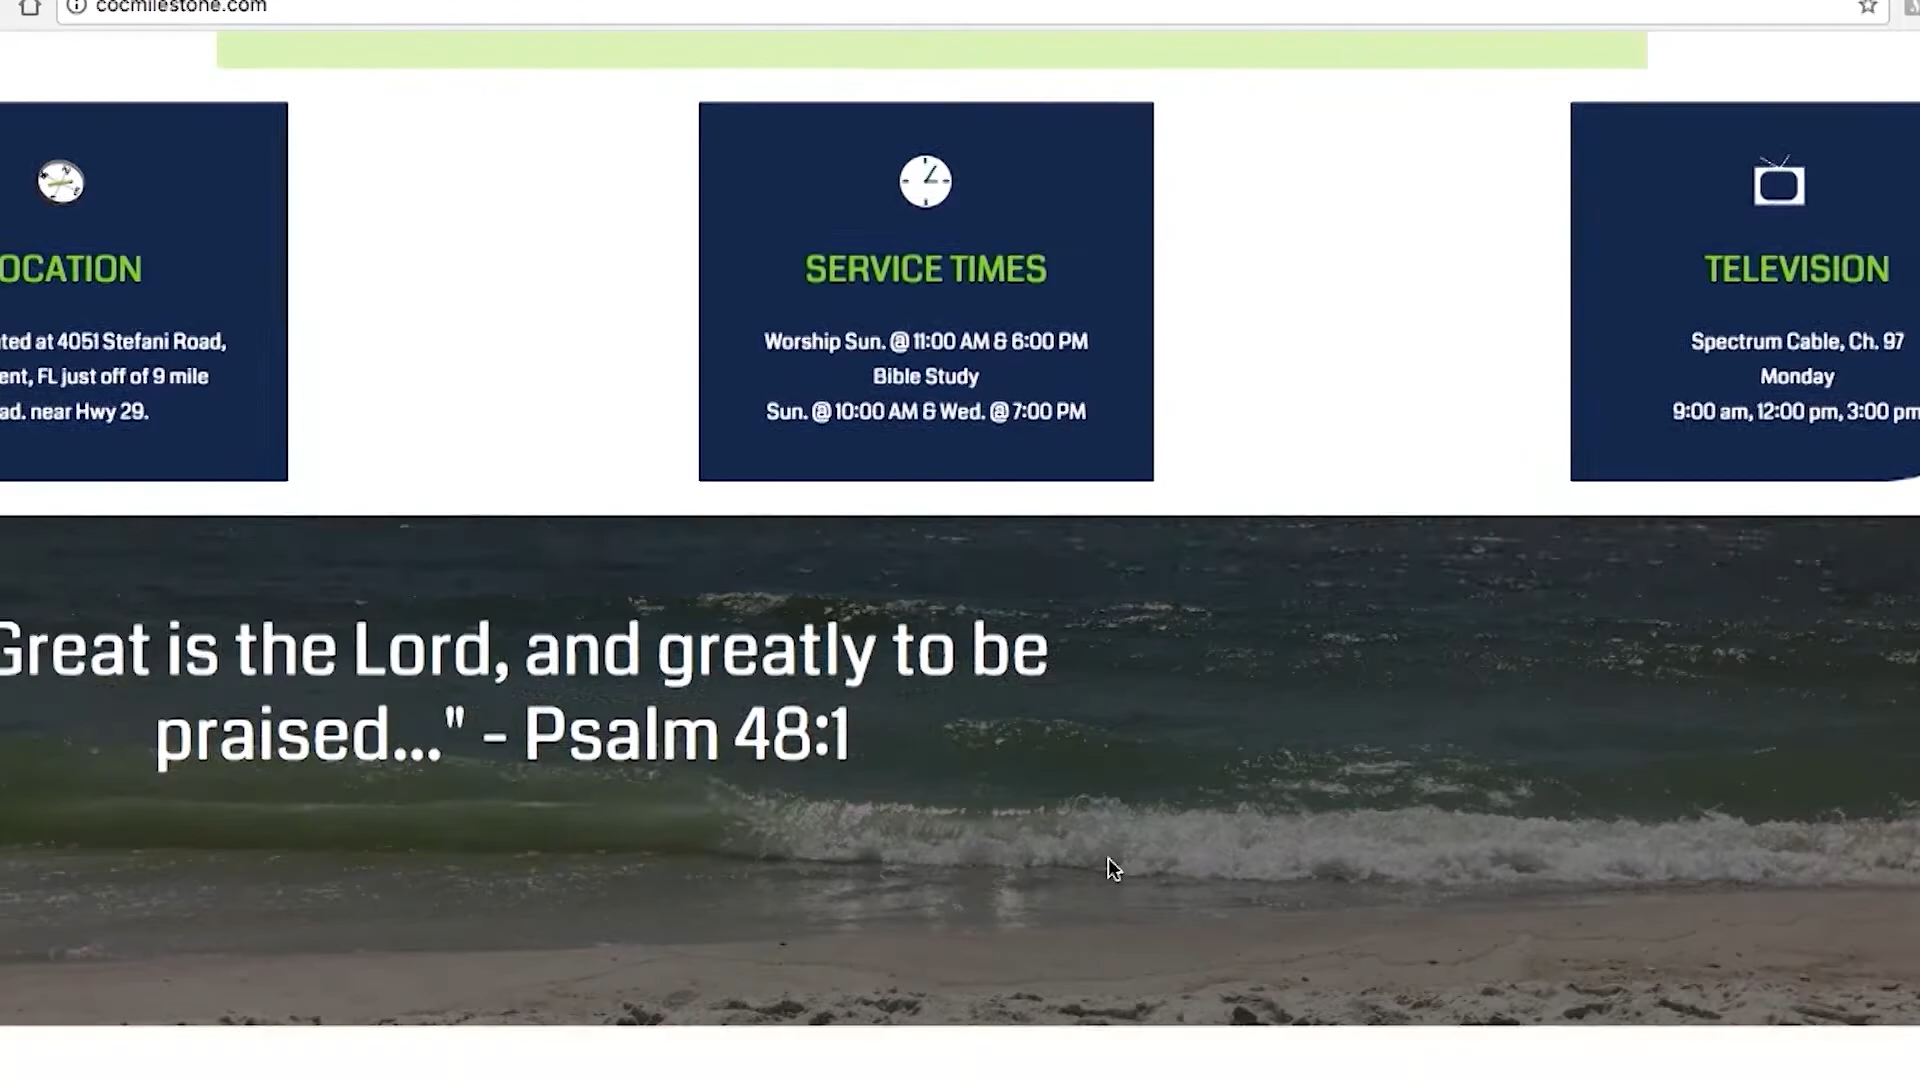 cocmilestone.com
OCATION
ted at 4051 Stefani Road,
ent, FL just off of 9 mile
ad. near Hwy 29.
SERVICE TIMES
Worship Sun. @ 11:00 AM & 6:00 PM
Bible Study
Sun. @ 10:00 AM & Wed. @ 7:00 PM
TELEVISION
Spectrum Cable, Ch. 97
Monday
9:00 am, 12:00 pm, 3:00 pm
Great is the Lord, and greatly to be
praised..." - Psalm 48:1